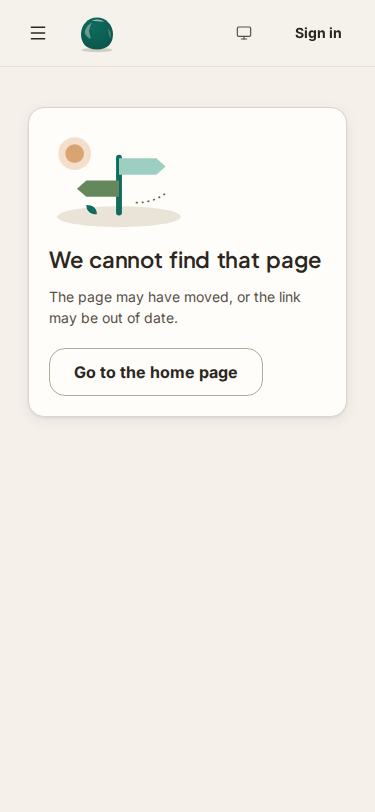 Sign in
We cannot find that page
The page may have moved, or the link
may be out of date.
Go to the home page